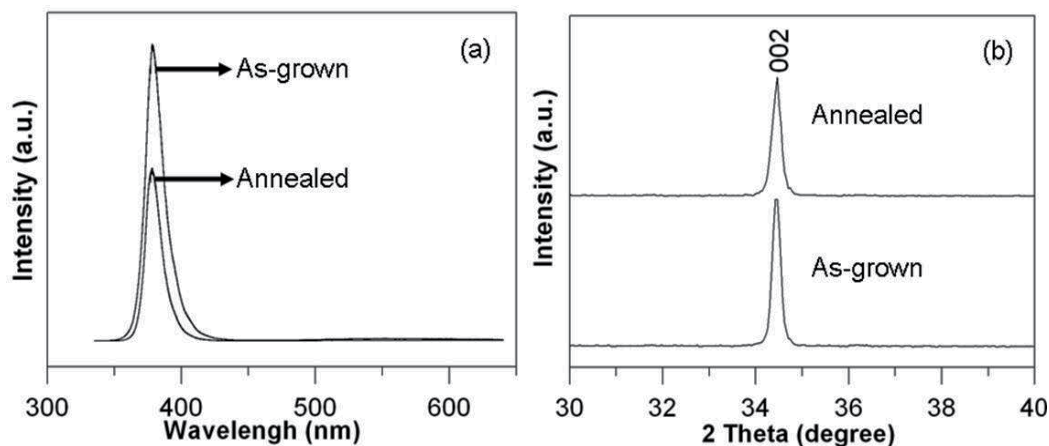 (a)
As-grown
Annealed
Intensity (a.u.)
300 400 500 600
Wavelengh (nm)
(b)
002
Annealed
As-grown
Intensity (a.u.)
30 32 34 36 38 40
2 Theta (degree)